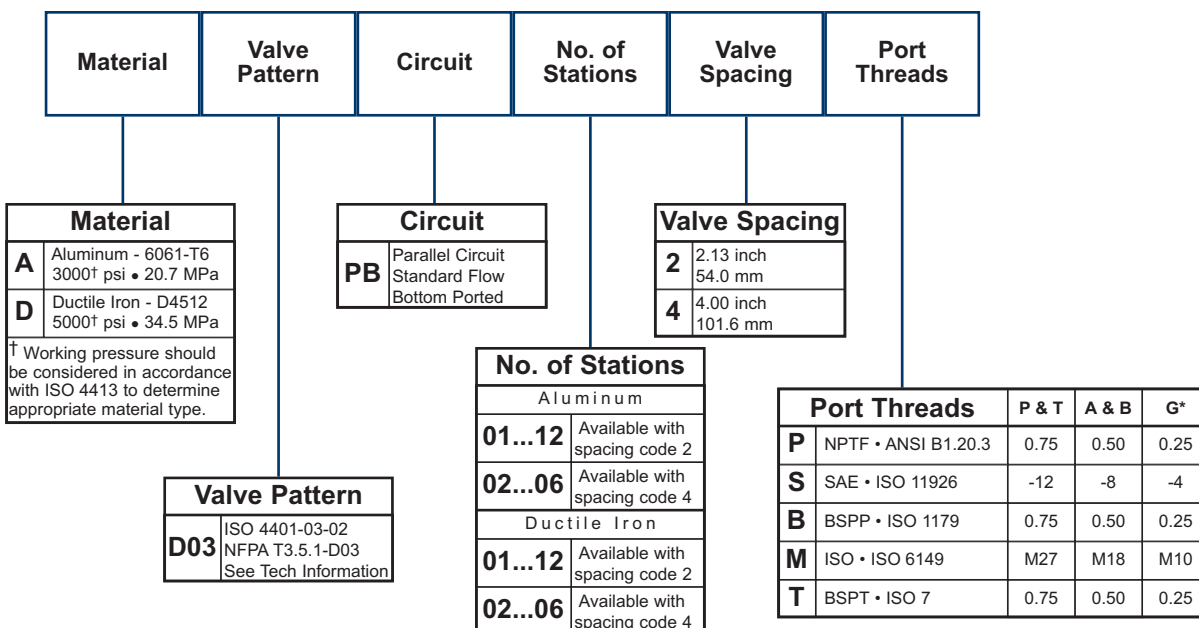 Material
Valve
Pattern
Circuit
No. of
Stations
Valve
Spacing
Port
Threads
Material
A
Aluminum - 6061-T6
3000† psi • 20.7 MPa
D
Ductile Iron - D4512
5000† psi • 34.5 MPa
† Working pressure should
be considered in accordance
with ISO 4413 to determine
appropriate material type.
Valve Pattern
D03
ISO 4401-03-02
NFPA T3.5.1-D03
See Tech Information
Circuit
PB
Parallel Circuit
Standard Flow
Bottom Ported
No. of Stations
Aluminum
01...12
Available with
spacing code 2
02...06
Available with
spacing code 4
Ductile Iron
01...12
Available with
spacing code 2
02...06
Available with
spacing code 4
Valve Spacing
2
2.13 inch
54.0 mm
4
4.00 inch
101.6 mm
Port Threads P & T A & B G*
P NPTF • ANSI B1.20.3 0.75 0.50 0.25
S SAE • ISO 11926 -12 -8 -4
B BSPP • ISO 1179 0.75 0.50 0.25
M ISO • ISO 6149 M27 M18 M10
T BSPT • ISO 7 0.75 0.50 0.25